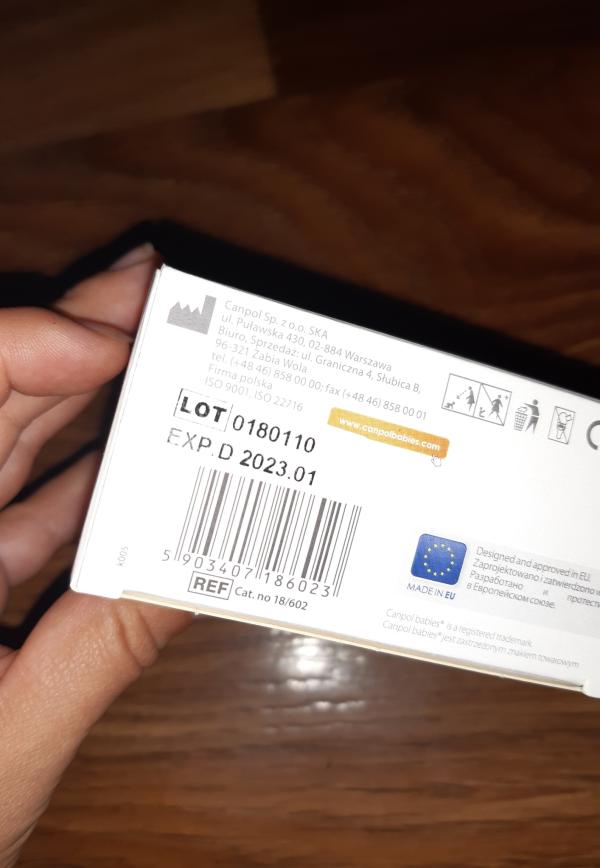 Canpol Sp. z o.o. SKA
ul. Puławska 430, 02-884 Warszawa
Biuro, Sprzedaż: ul. Graniczna 4, Słubica B,
96-321 Żabia Wola
tel. (+48 46) 858 00 00; fax (+48 46) 858 00 01
Firma polska
ISO 9001, ISO 22716
www.canpolbabies.com
LOT 0180110
EXP.D 2023.01
5 903407 186023
REF Cat. no 18/602
K005
MADE IN EU
Designed and approved in EU.
Zaprojektowano i zatwierdzono w
Разработано и протести
в Европейском союзе.
Canpol babies® is a registered trademark.
Canpol babies® jest zastrzeżonym znakiem towarowym